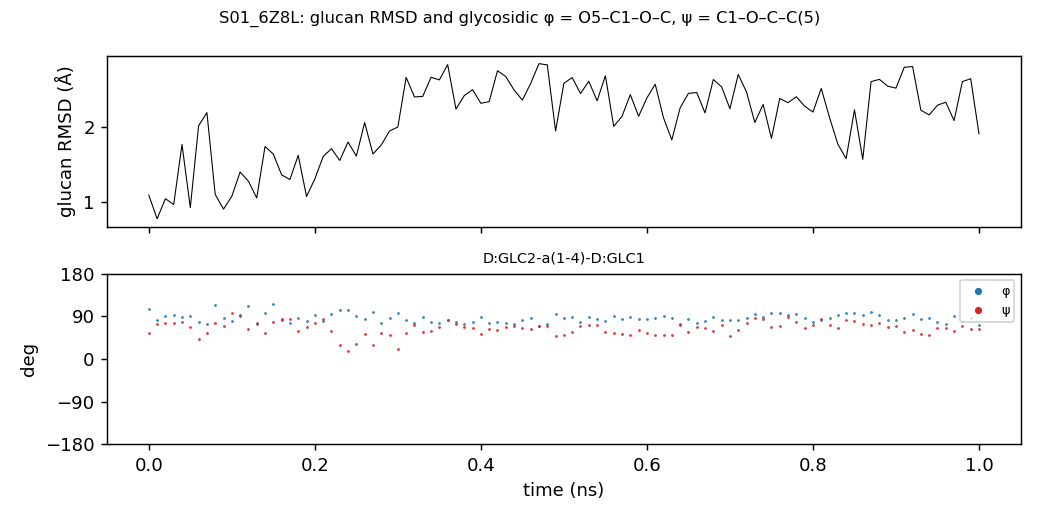 S01_6Z8L: glucan RMSD and glycosidic φ = O5–C1–O–C, ψ = C1–O–C–C(5)
glucan RMSD (Å)
2
1
D:GLC2-a(1-4)-D:GLC1
deg
180
90
0
−90
−180
φ
ψ
0.0 0.2 0.4 0.6 0.8 1.0
time (ns)